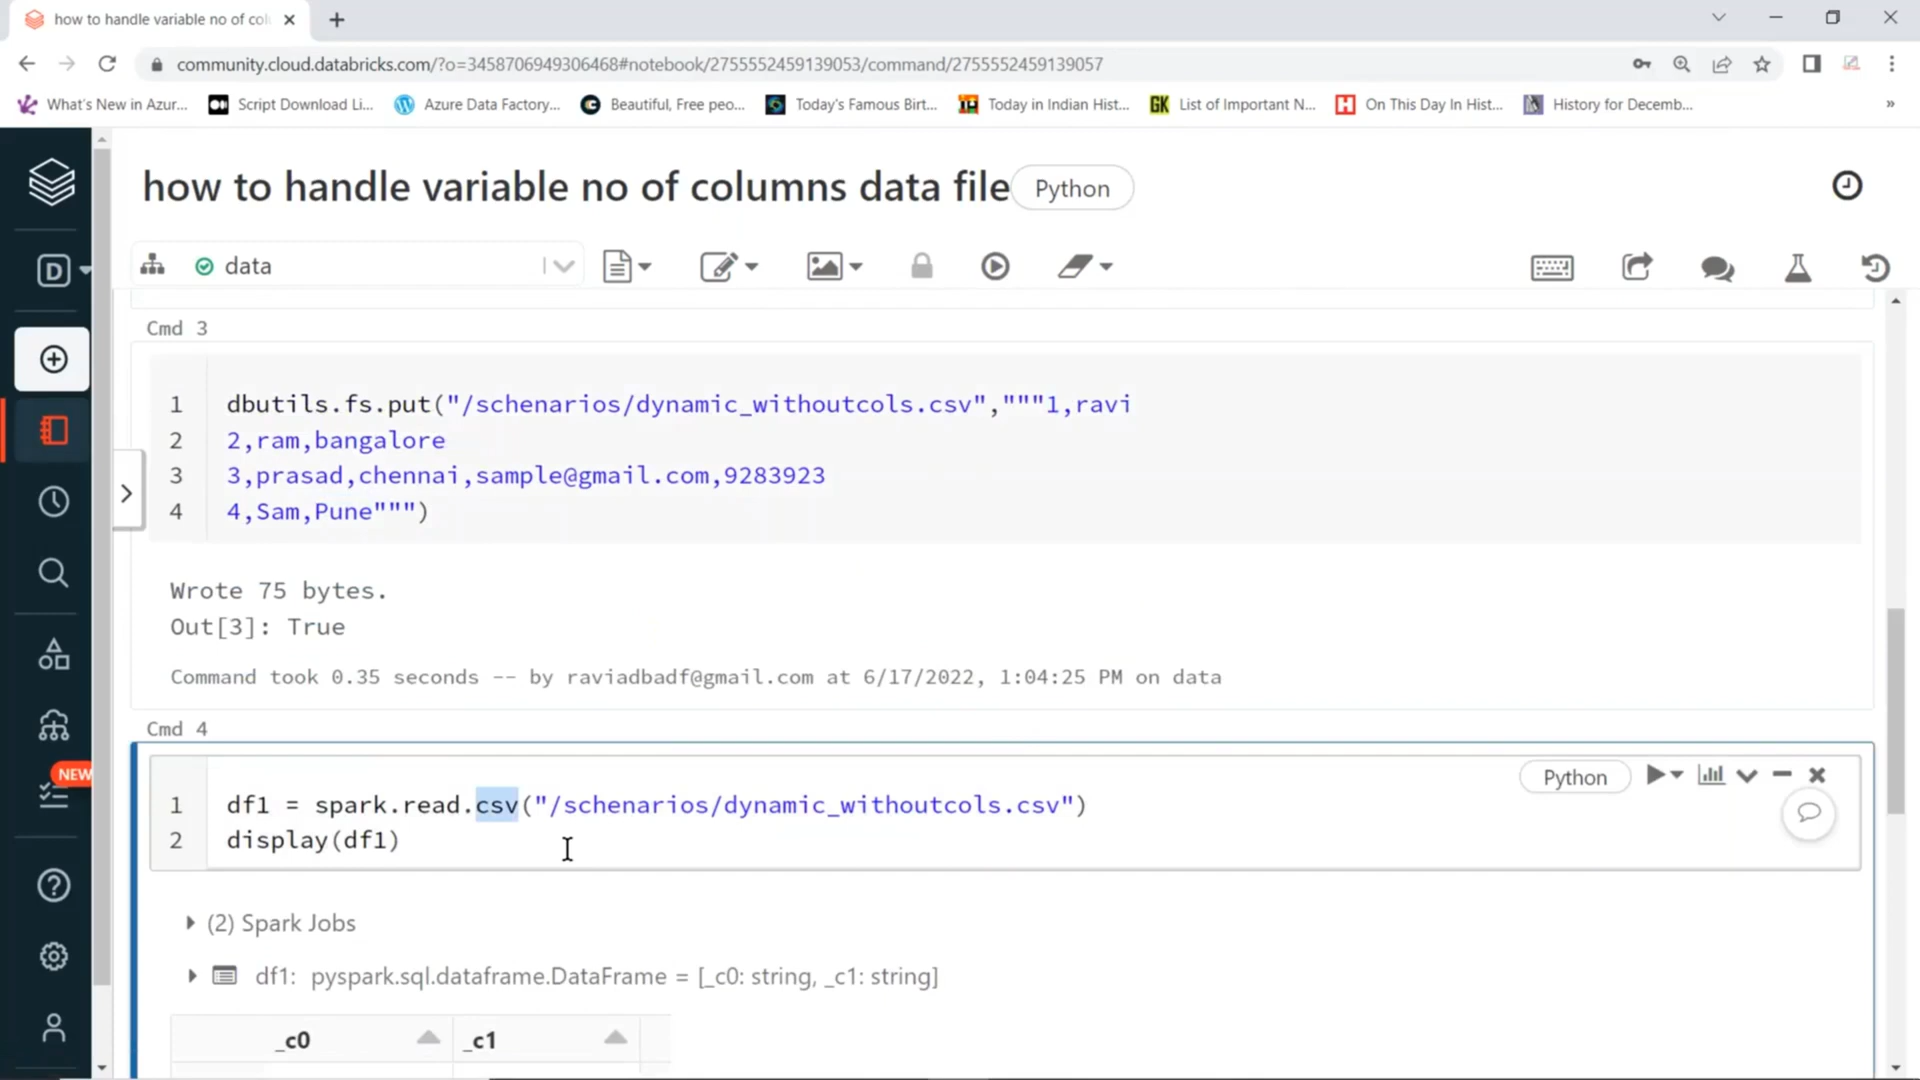 how to handle variable no of col
community.cloud.databricks.com/?o=3458706949306468#notebook/2755552459139053/command/2755552459139057
What's New in Azur...
Script Download Li...
Azure Data Factory...
Beautiful, Free peo...
Today's Famous Birt...
Today in Indian Hist...
GK
List of Important N...
H
On This Day In Hist...
History for Decemb...
»
how to handle variable no of columns data file
Python
D
data
Cmd 3
1 dbutils.fs.put("/schenarios/dynamic_withoutcols.csv","""1,ravi
2 2,ram,bangalore
3 3,prasad,chennai,sample@gmail.com,9283923
4 4,Sam,Pune""")
Wrote 75 bytes.
Out[3]: True
Command took 0.35 seconds -- by raviadbadf@gmail.com at 6/17/2022, 1:04:25 PM on data
Cmd 4
NEW
Python
1 df1 = spark.read.csv("/schenarios/dynamic_withoutcols.csv")
2 display(df1)
(2) Spark Jobs
df1: pyspark.sql.dataframe.DataFrame = [_c0: string, _c1: string]
_c0 _c1